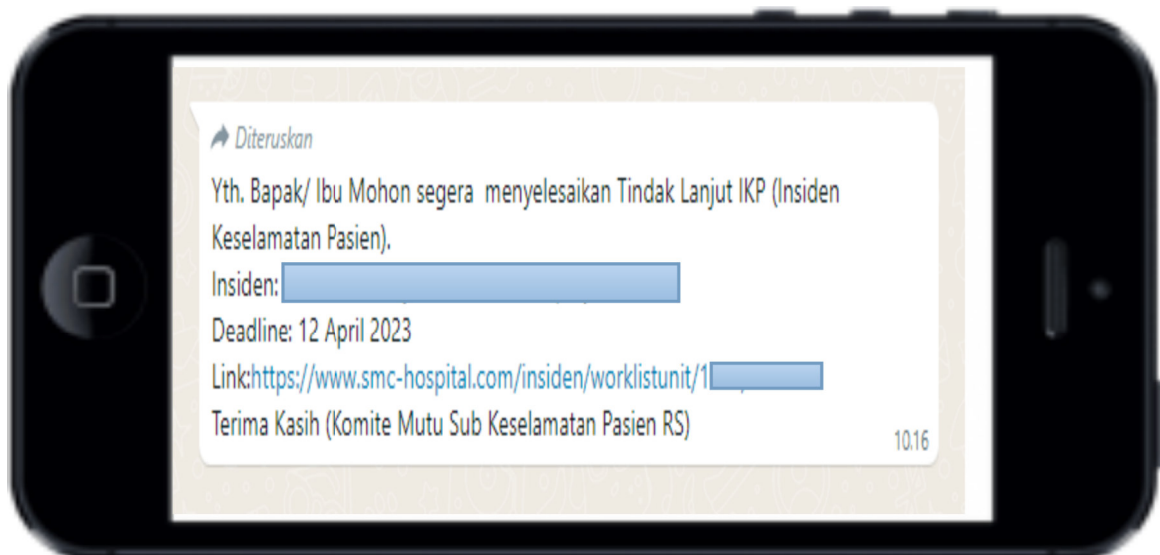 Diteruskan
Yth. Bapak/ Ibu Mohon segera menyelesaikan Tindak Lanjut IKP (Insiden
Keselamatan Pasien).
Insiden:
Deadline: 12 April 2023
Link:https://www.smc-hospital.com/insiden/worklistunit/1
Terima Kasih (Komite Mutu Sub Keselamatan Pasien RS)
10.16